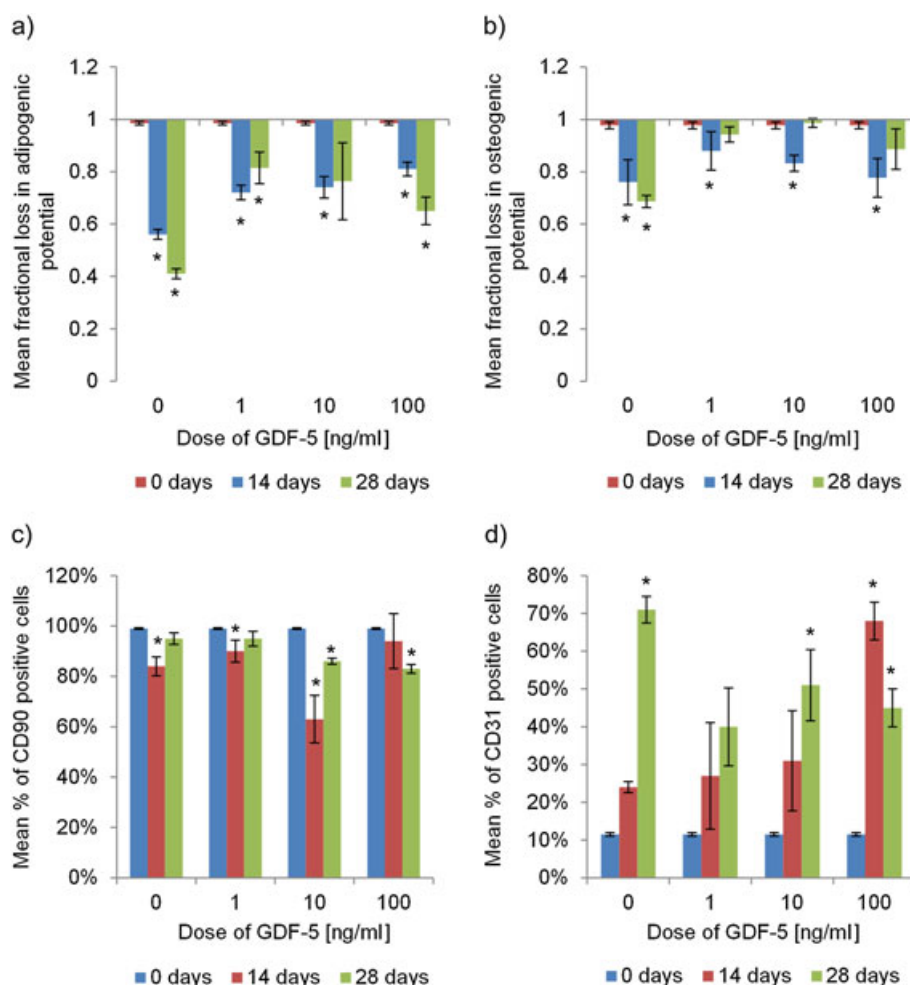 a)
Mean fractional loss in adipogenic
potential
1.2
1
0.8
0.6
0.4
0.2
0
* * * * * * *
0 1 10 100
Dose of GDF-5 [ng/ml]
0 days 14 days 28 days
b)
Mean fractional loss in osteogenic
potential
1.2
1
0.8
0.6
0.4
0.2
0
* * * * *
0 1 10 100
Dose of GDF-5 [ng/ml]
0 days 14 days 28 days
c)
Mean % of CD90 positive cells
120%
100%
80%
60%
40%
20%
0%
* * * * *
0 1 10 100
Dose of GDF-5 [ng/ml]
0 days 14 days 28 days
d)
Mean % of CD31 positive cells
80%
70%
60%
50%
40%
30%
20%
10%
0%
* * * *
0 1 10 100
Dose of GDF-5 [ng/ml]
0 days 14 days 28 days